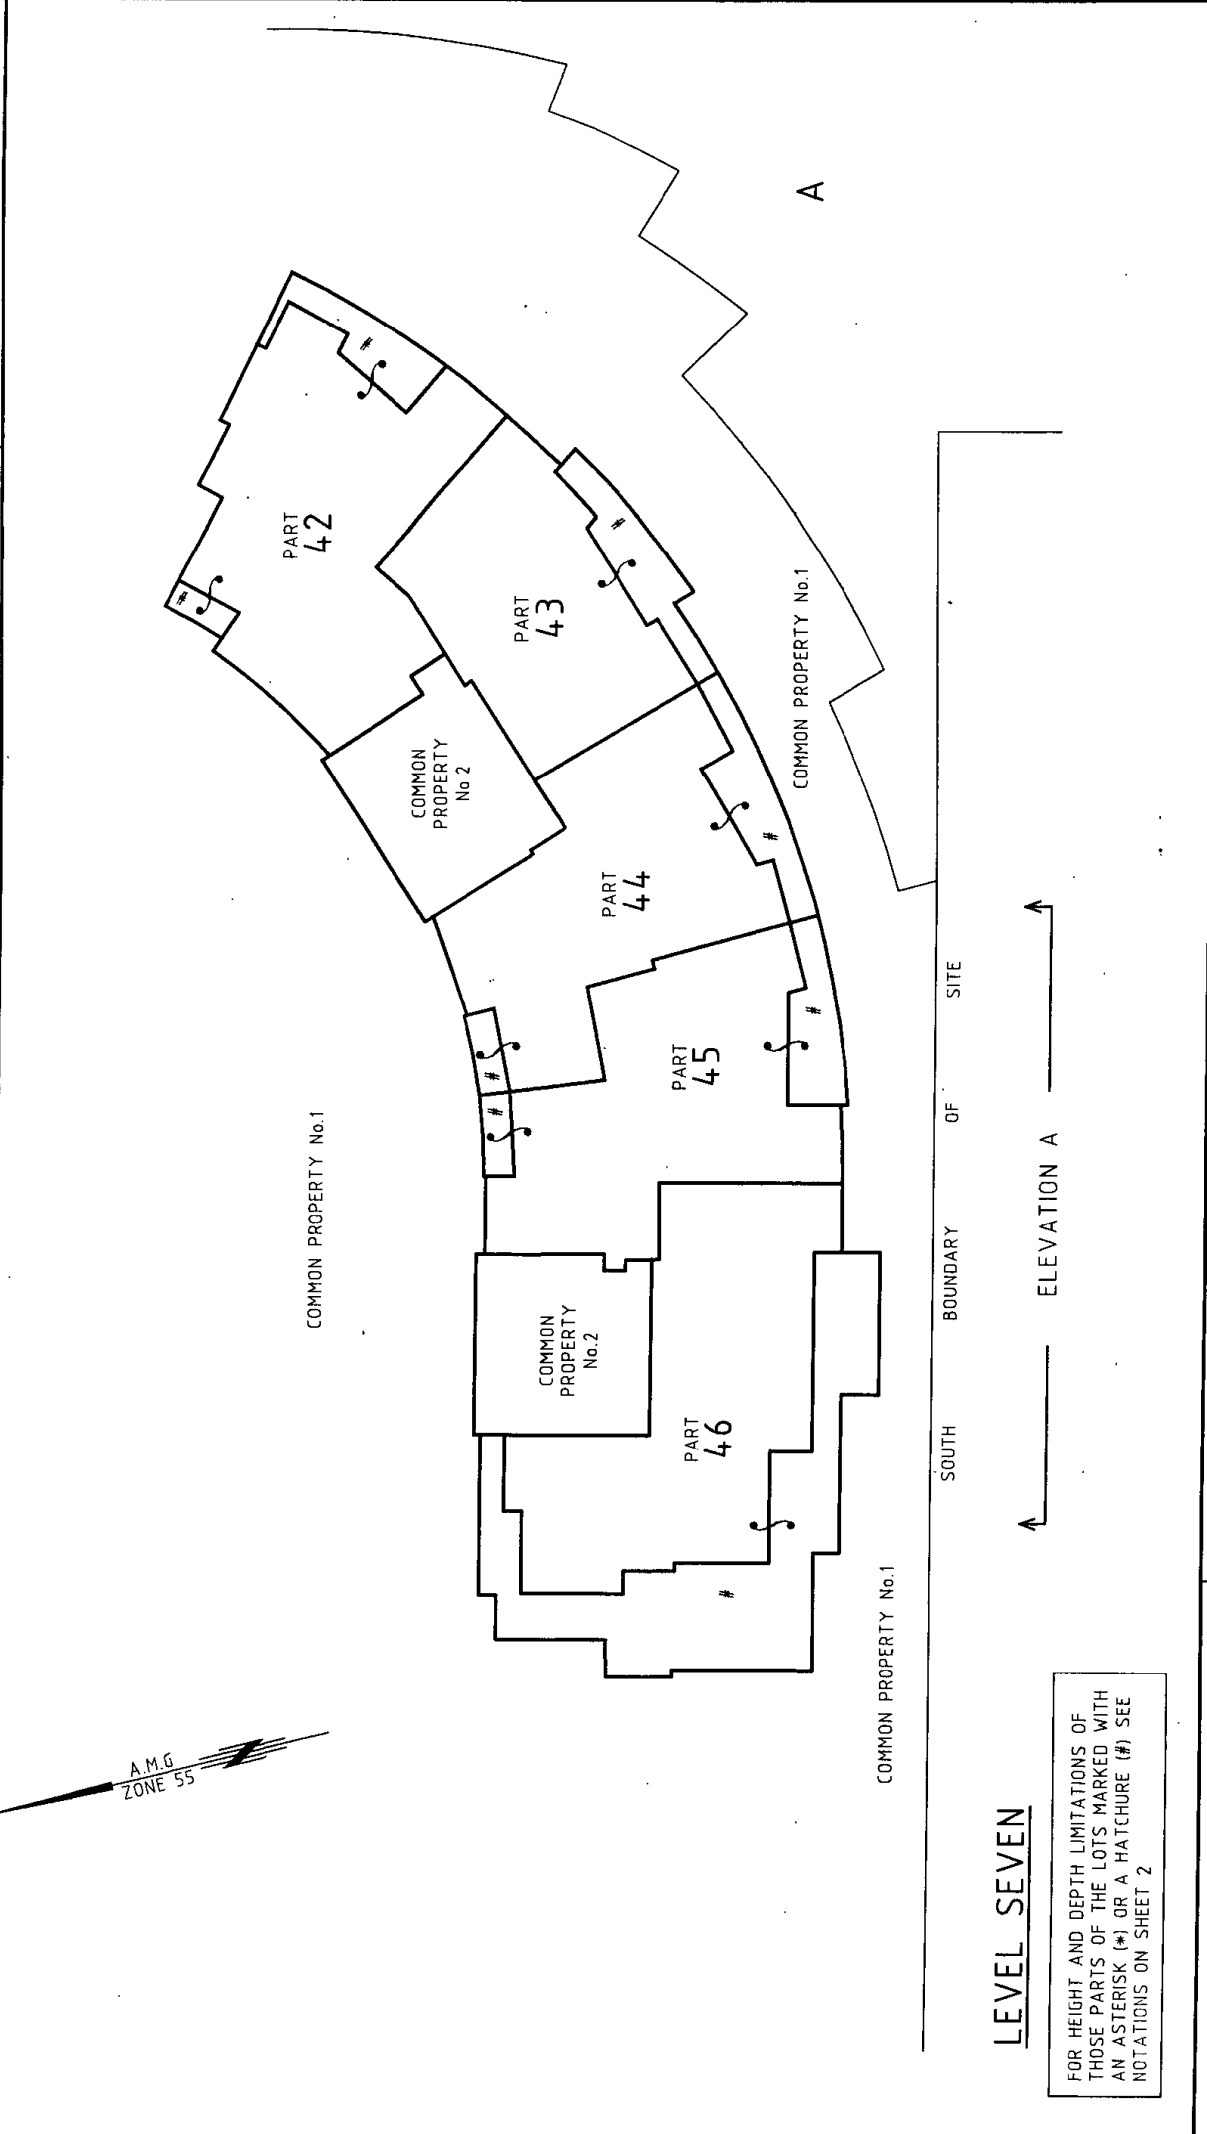 A.M.G
ZONE 55
COMMON PROPERTY No.1
PART
42
COMMON
PROPERTY
No 2
PART
43
PART
44
PART
45
COMMON
PROPERTY
No.2
PART
46
#
#
#
#
#
#
#
#
A
COMMON PROPERTY No.1
COMMON PROPERTY No.1
SOUTH BOUNDARY OF SITE
ELEVATION A
LEVEL SEVEN
FOR HEIGHT AND DEPTH LIMITATIONS OF
THOSE PARTS OF THE LOTS MARKED WITH
AN ASTERISK (*) OR A HATCHURE (#) SEE
NOTATIONS ON SHEET 2